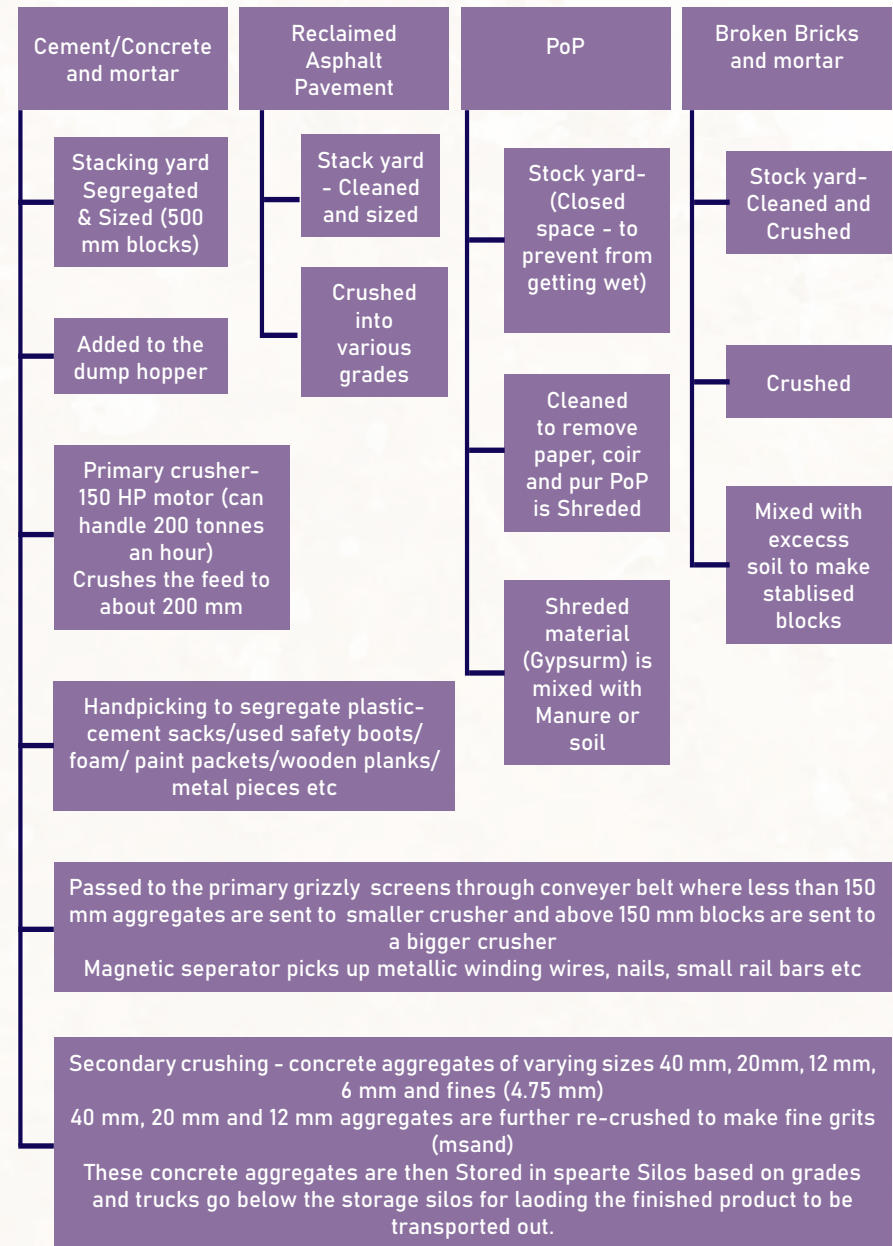 Cement/Concrete
and mortar
Stacking yard
Segregated
& Sized (500
mm blocks)
Added to the
dump hopper
Primary crusher-
150 HP motor (can
handle 200 tonnes
an hour)
Crushes the feed to
about 200 mm
Handpicking to segregate plastic-
cement sacks/used safety boots/
foam/ paint packets/wooden planks/
metal pieces etc
Passed to the primary grizzly screens through conveyer belt where less than 150
mm aggregates are sent to smaller crusher and above 150 mm blocks are sent to
a bigger crusher
Magnetic seperator picks up metallic winding wires, nails, small rail bars etc
Secondary crushing - concrete aggregates of varying sizes 40 mm, 20mm, 12 mm,
6 mm and fines (4.75 mm)
40 mm, 20 mm and 12 mm aggregates are further re-crushed to make fine grits
(msand)
These concrete aggregates are then Stored in spearte Silos based on grades
and trucks go below the storage silos for laoding the finished product to be
transported out.
Reclaimed
Asphalt
Pavement
Stack yard
- Cleaned
and sized
Crushed
into
various
grades
PoP
Stock yard-
(Closed
space - to
prevent from
getting wet)
Cleaned
to remove
paper, coir
and pur PoP
is Shreded
Shreded
material
(Gypsurm) is
mixed with
Manure or
soil
Broken Bricks
and mortar
Stock yard-
Cleaned and
Crushed
Crushed
Mixed with
excecss
soil to make
stablised
blocks